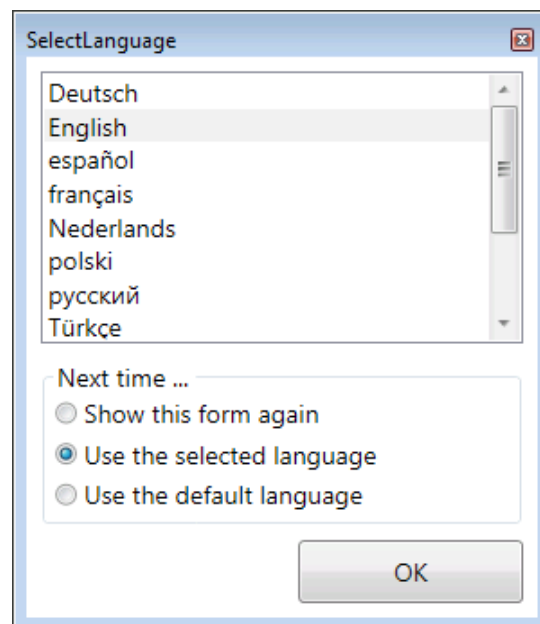 SelectLanguage
Deutsch
English
español
français
Nederlands
polski
русский
Türkçe
Next time ...
Show this form again
Use the selected language
Use the default language
OK